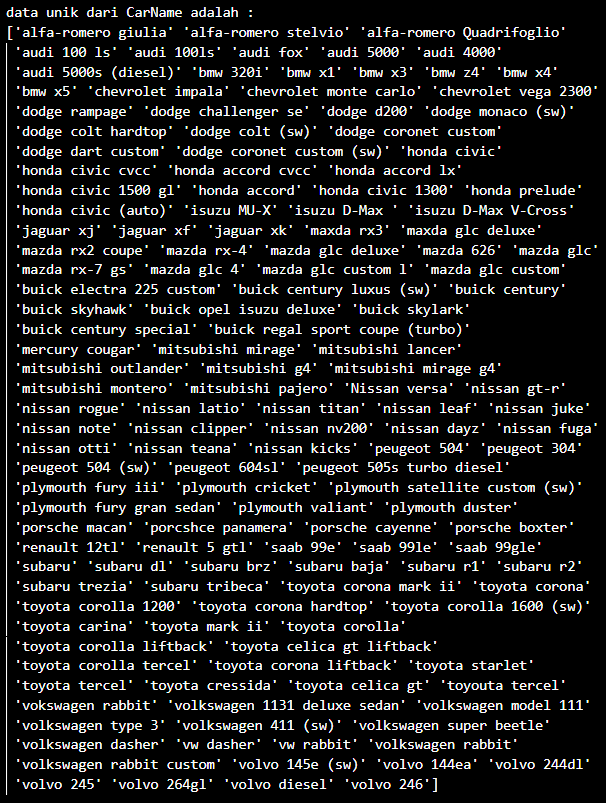 data unik dari CarName adalah :
['alfa-romero giulia' 'alfa-romero stelvio' 'alfa-romero Quadrifoglio'
'audi 100 ls' 'audi 100ls' 'audi fox' 'audi 5000' 'audi 4000'
'audi 5000s (diesel)' 'bmw 320i' 'bmw x1' 'bmw x3' 'bmw z4' 'bmw x4'
'bmw x5' 'chevrolet impala' 'chevrolet monte carlo' 'chevrolet vega 2300'
'dodge rampage' 'dodge challenger se' 'dodge d200' 'dodge monaco (sw)'
'dodge colt hardtop' 'dodge colt (sw)' 'dodge coronet custom'
'dodge dart custom' 'dodge coronet custom (sw)' 'honda civic'
'honda civic cvcc' 'honda accord cvcc' 'honda accord lx'
'honda civic 1500 gl' 'honda accord' 'honda civic 1300' 'honda prelude'
'honda civic (auto)' 'isuzu MU-X' 'isuzu D-Max ' 'isuzu D-Max V-Cross'
'jaguar xj' 'jaguar xf' 'jaguar xk' 'maxda rx3' 'maxda glc deluxe'
'mazda rx2 coupe' 'mazda rx-4' 'mazda glc deluxe' 'mazda 626' 'mazda glc'
'mazda rx-7 gs' 'mazda glc 4' 'mazda glc custom l' 'mazda glc custom'
'buick electra 225 custom' 'buick century luxus (sw)' 'buick century'
'buick skyhawk' 'buick opel isuzu deluxe' 'buick skylark'
'buick century special' 'buick regal sport coupe (turbo)'
'mercury cougar' 'mitsubishi mirage' 'mitsubishi lancer'
'mitsubishi outlander' 'mitsubishi g4' 'mitsubishi mirage g4'
'mitsubishi montero' 'mitsubishi pajero' 'Nissan versa' 'nissan gt-r'
'nissan rogue' 'nissan latio' 'nissan titan' 'nissan leaf' 'nissan juke'
'nissan note' 'nissan clipper' 'nissan nv200' 'nissan dayz' 'nissan fuga'
'nissan otti' 'nissan teana' 'nissan kicks' 'peugeot 504' 'peugeot 304'
'peugeot 504 (sw)' 'peugeot 604sl' 'peugeot 505s turbo diesel'
'plymouth fury iii' 'plymouth cricket' 'plymouth satellite custom (sw)'
'plymouth fury gran sedan' 'plymouth valiant' 'plymouth duster'
'porsche macan' 'porcshce panamera' 'porsche cayenne' 'porsche boxter'
'renault 12tl' 'renault 5 gtl' 'saab 99e' 'saab 99le' 'saab 99gle'
'subaru' 'subaru dl' 'subaru brz' 'subaru baja' 'subaru r1' 'subaru r2'
'subaru trezia' 'subaru tribeca' 'toyota corona mark ii' 'toyota corona'
'toyota corolla 1200' 'toyota corona hardtop' 'toyota corolla 1600 (sw)'
'toyota carina' 'toyota mark ii' 'toyota corolla'
'toyota corolla liftback' 'toyota celica gt liftback'
'toyota corolla tercel' 'toyota corona liftback' 'toyota starlet'
'toyota tercel' 'toyota cressida' 'toyota celica gt' 'toyouta tercel'
'vokswagen rabbit' 'volkswagen 1131 deluxe sedan' 'volkswagen model 111'
'volkswagen type 3' 'volkswagen 411 (sw)' 'volkswagen super beetle'
'volkswagen dasher' 'vw dasher' 'vw rabbit' 'volkswagen rabbit'
'volkswagen rabbit custom' 'volvo 145e (sw)' 'volvo 144ea' 'volvo 244dl'
'volvo 245' 'volvo 264gl' 'volvo diesel' 'volvo 246']